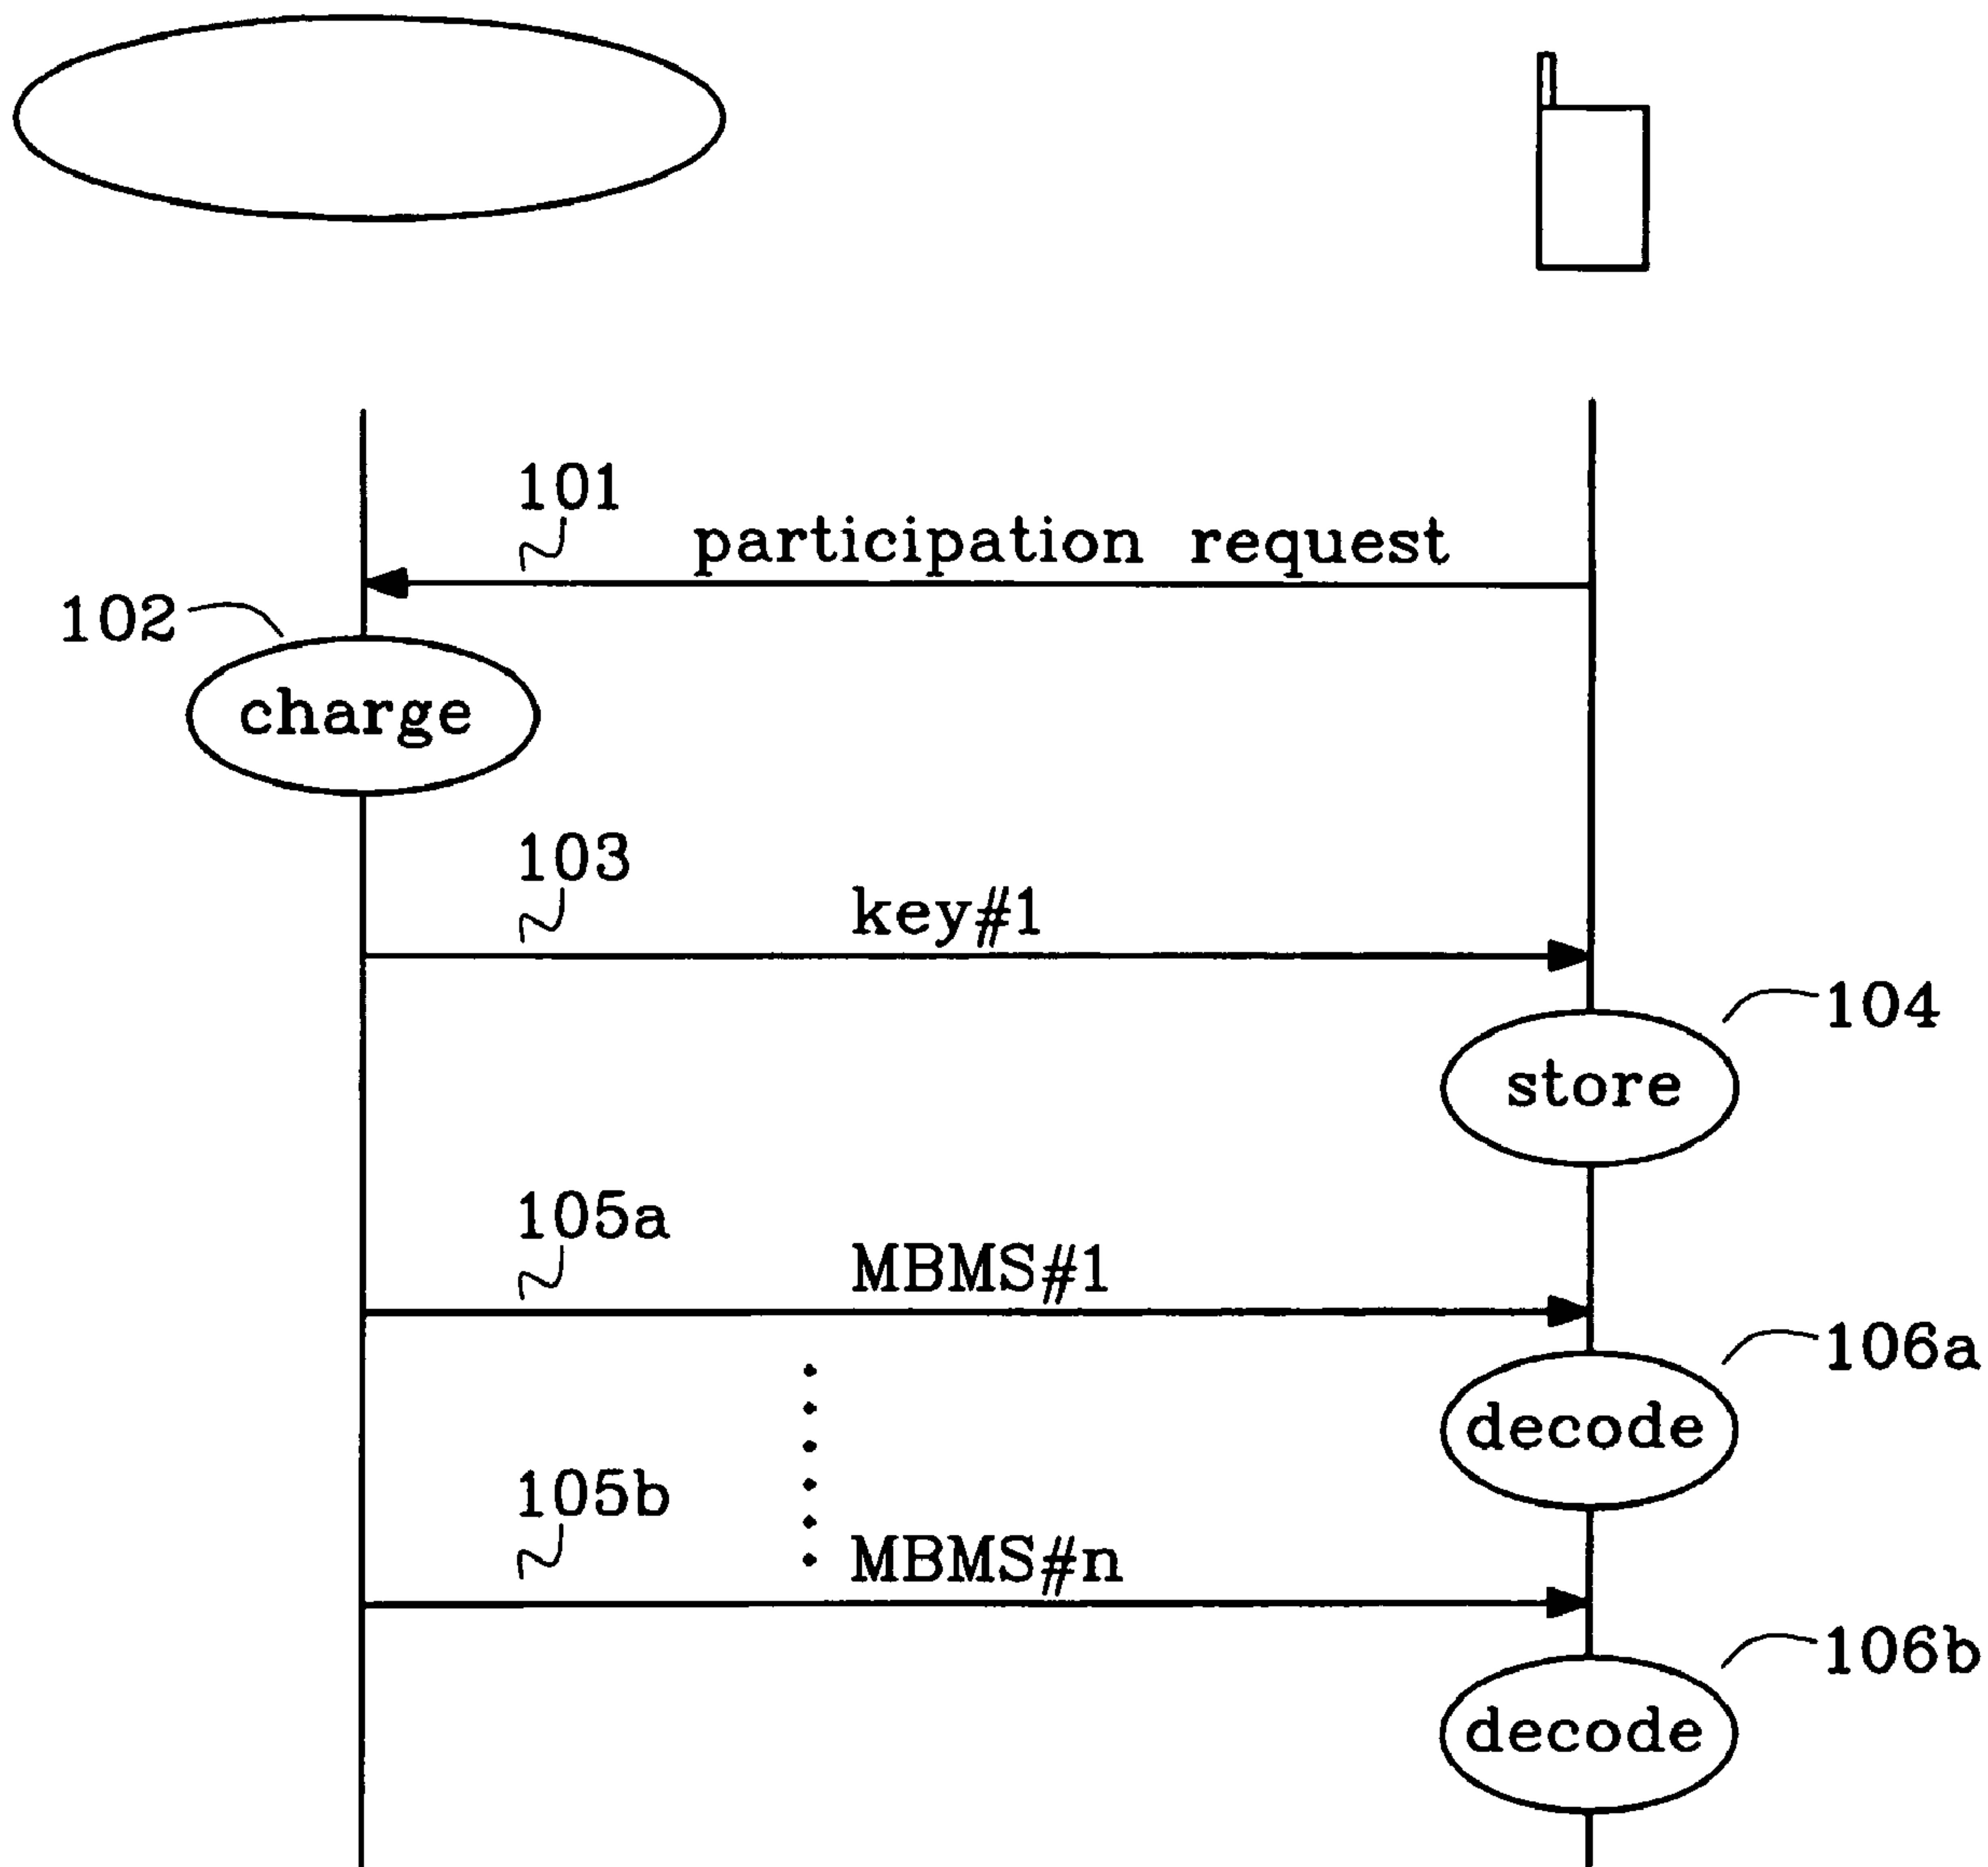 101
participation request
102
charge
103
key#1
104
store
105a
MBMS#1
106a
decode
105b
MBMS#n
106b
decode